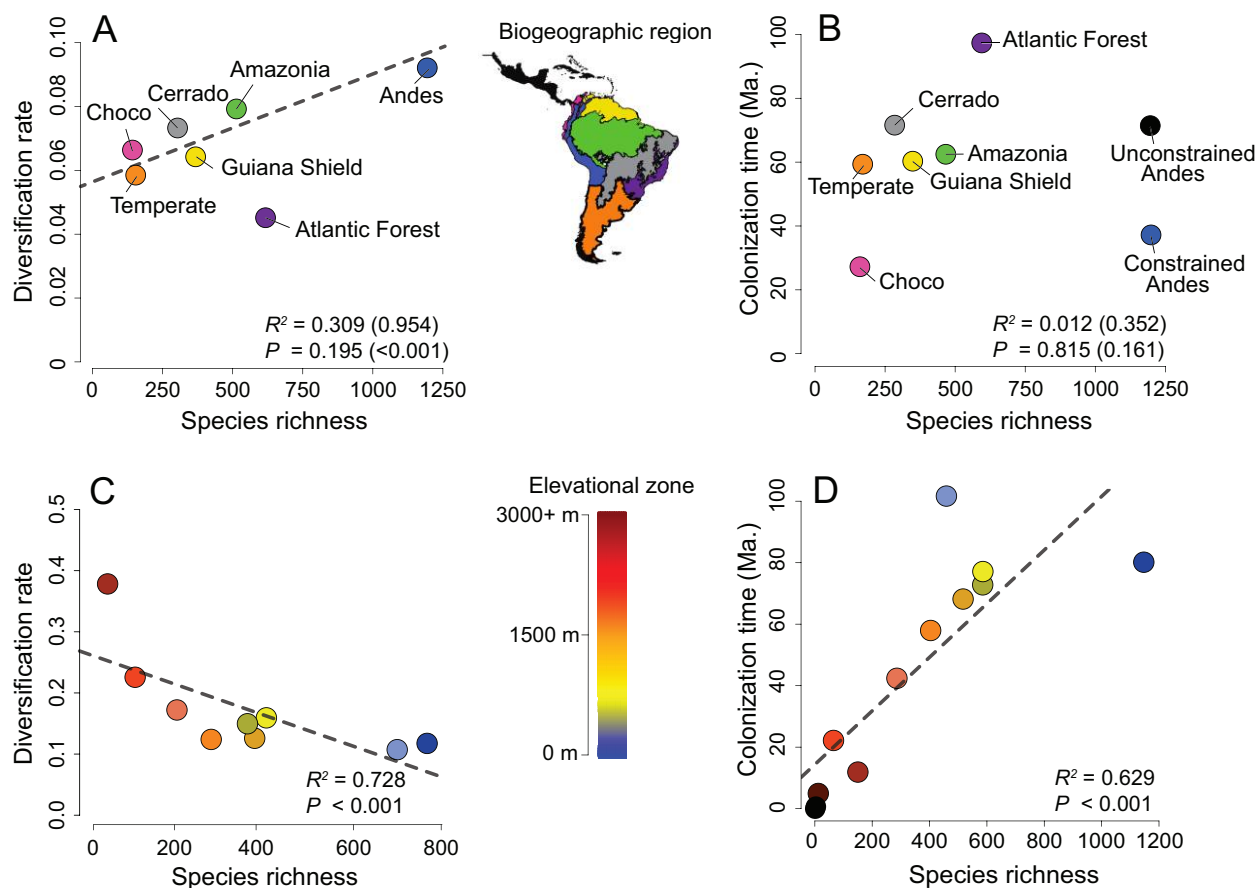 A
Diversification rate
0.10
0.08
0.06
0.04
0.02
0
Choco
Cerrado
Amazonia
Andes
Guiana Shield
Temperate
Atlantic Forest
R² = 0.309 (0.954)
P = 0.195 (<0.001)
0 250 500 750 1000 1250
Species richness
Biogeographic region
B
Colonization time (Ma.)
100
80
60
40
20
0
Atlantic Forest
Cerrado
Amazonia
Temperate
Guiana Shield
Unconstrained
Andes
Choco
Constrained
Andes
R² = 0.012 (0.352)
P = 0.815 (0.161)
0 250 500 750 1000 1250
Species richness
C
Diversification rate
0.5
0.4
0.3
0.2
0.1
0.0
R² = 0.728
P < 0.001
0 200 400 600 800
Species richness
Elevational zone
3000+ m
1500 m
0 m
D
Colonization time (Ma.)
100
80
60
40
20
0
R² = 0.629
P < 0.001
0 200 400 600 800 1000 1200
Species richness